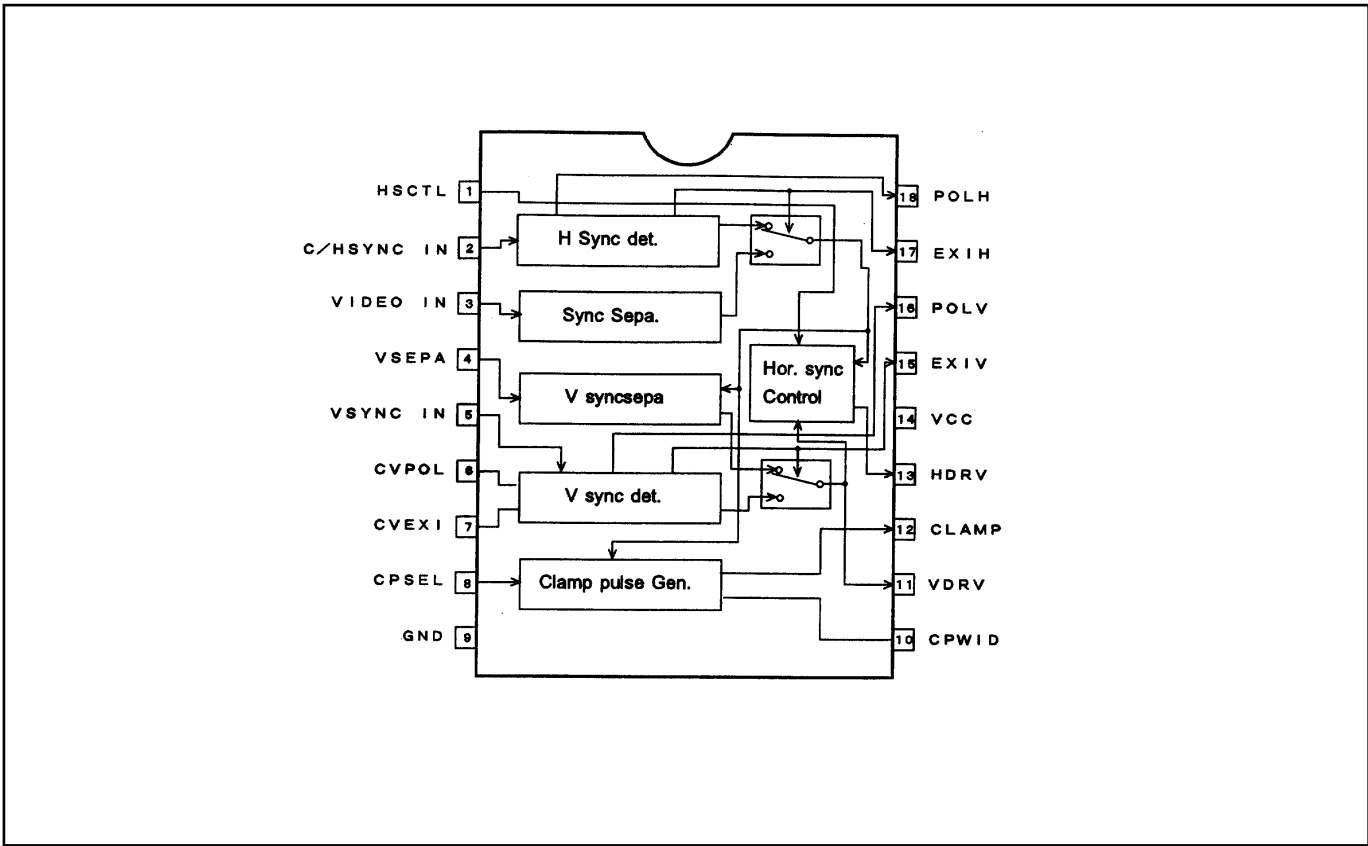 HSCTL 1
C/HSYNC IN 2
VIDEO IN 3
VSEPA 4
VSYNC IN 5
CVPOL 6
CVEXI 7
CPSEL 8
GND 9
H Sync det.
Sync Sepa.
V syncsepa
V sync det.
Clamp pulse Gen.
Hor. sync
Control
18 POLH
17 EXIH
16 POLV
15 EXIV
14 VCC
13 HDRV
12 CLAMP
11 VDRV
10 CPWID